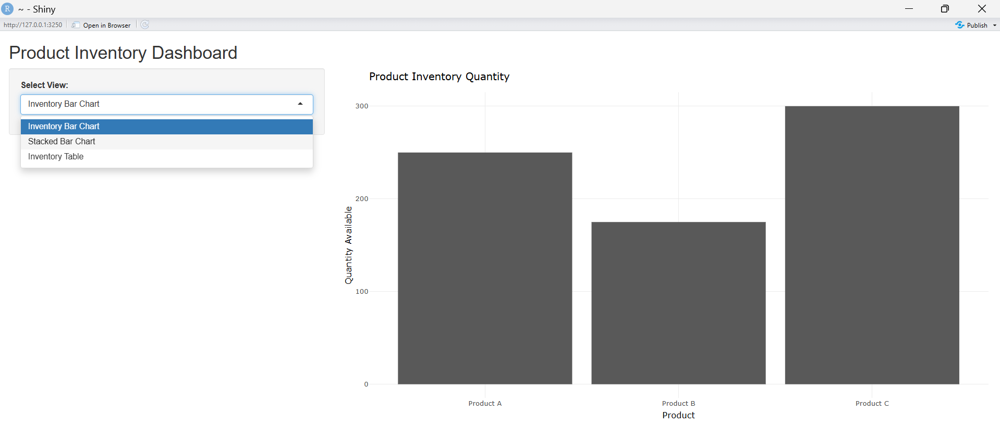 R ~ - Shiny
http://127.0.0.1:3250 Open in Browser Publish
Product Inventory Dashboard
Select View:
Inventory Bar Chart
Inventory Bar Chart
Stacked Bar Chart
Inventory Table
Product Inventory Quantity
Quantity Available
300
200
100
0
Product A Product B Product C
Product